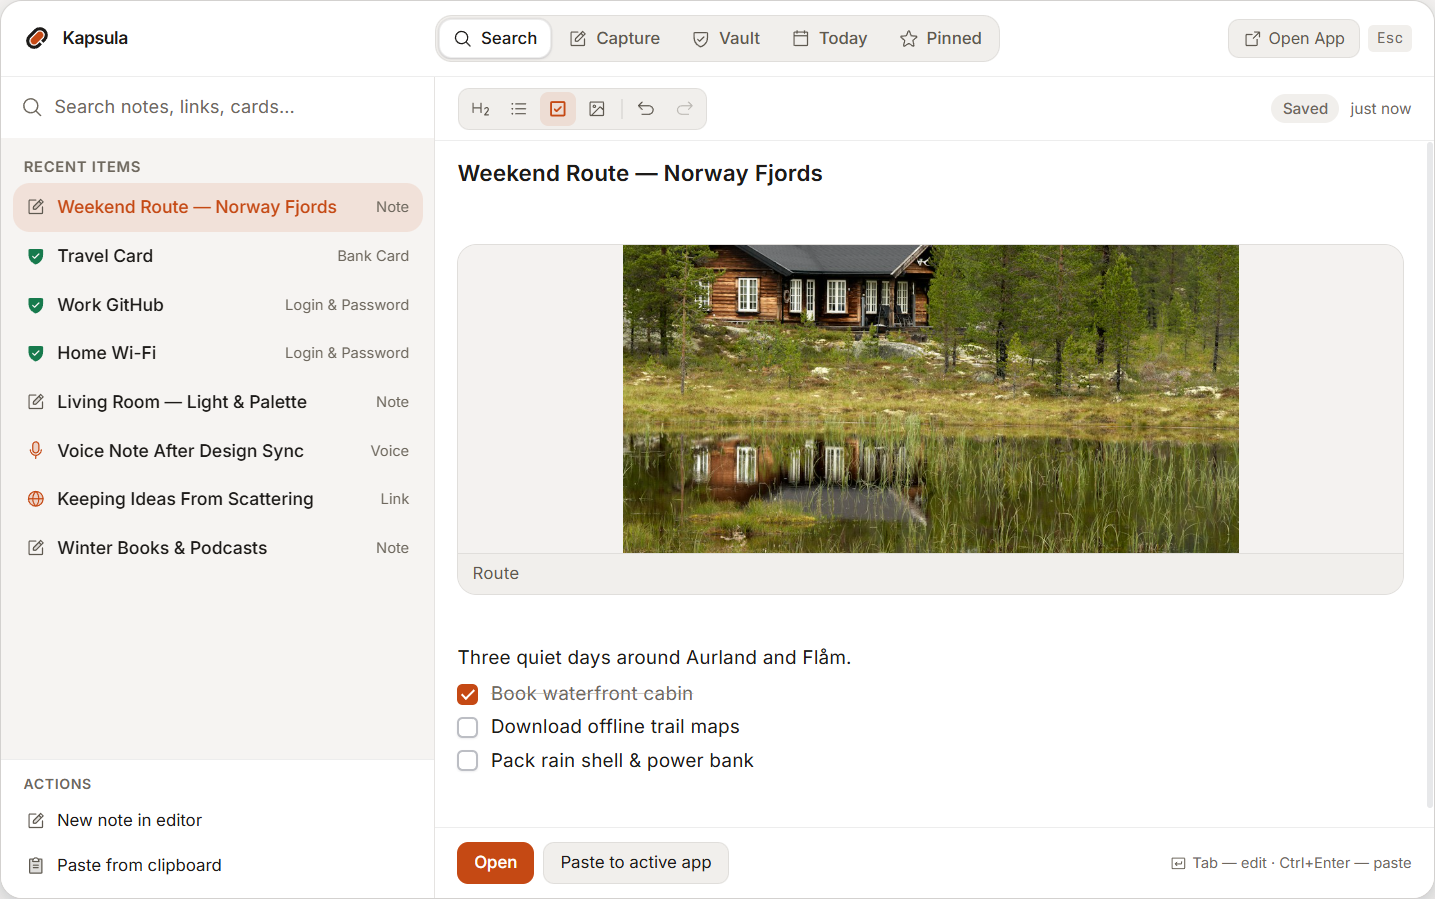 Kapsula
Search
Capture
Vault
Today
Pinned
Open App
Esc
Search notes, links, cards...
RECENT ITEMS
Weekend Route — Norway Fjords
Note
Travel Card
Bank Card
Work GitHub
Login & Password
Home Wi-Fi
Login & Password
Living Room — Light & Palette
Note
Voice Note After Design Sync
Voice
Keeping Ideas From Scattering
Link
Winter Books & Podcasts
Note
ACTIONS
New note in editor
Paste from clipboard
H2
Saved
just now
Weekend Route — Norway Fjords
Route
Three quiet days around Aurland and Flåm.
Book waterfront cabin
Download offline trail maps
Pack rain shell & power bank
Open
Paste to active app
Tab — edit · Ctrl+Enter — paste